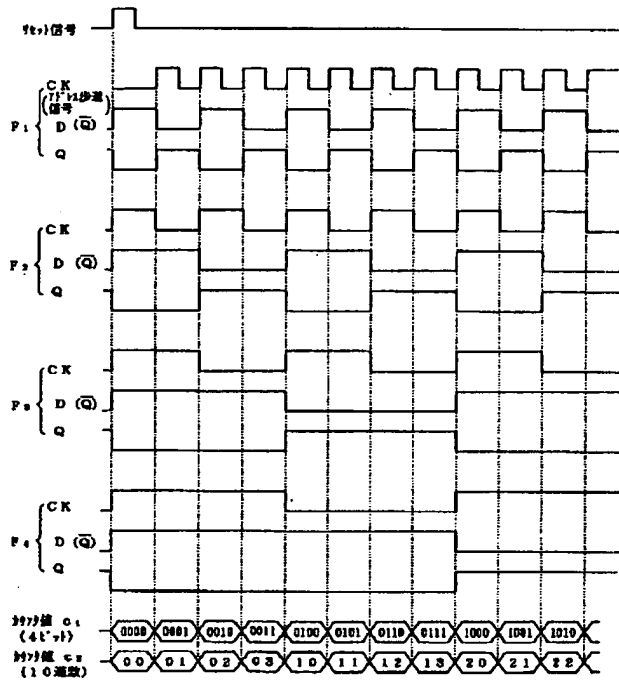 リセット信号
CK
(アドレス歩進信号)
F1
D (Q̅)
Q
CK
F2
D (Q̅)
Q
CK
F3
D (Q̅)
Q
CK
F4
D (Q̅)
Q
カウント値 C1
(4ビット)
0000 0001 0010 0011 0100 0101 0110 0111 1000 1001 1010
カウント値 C2
(10進数)
00 01 02 03 10 11 12 13 20 21 22